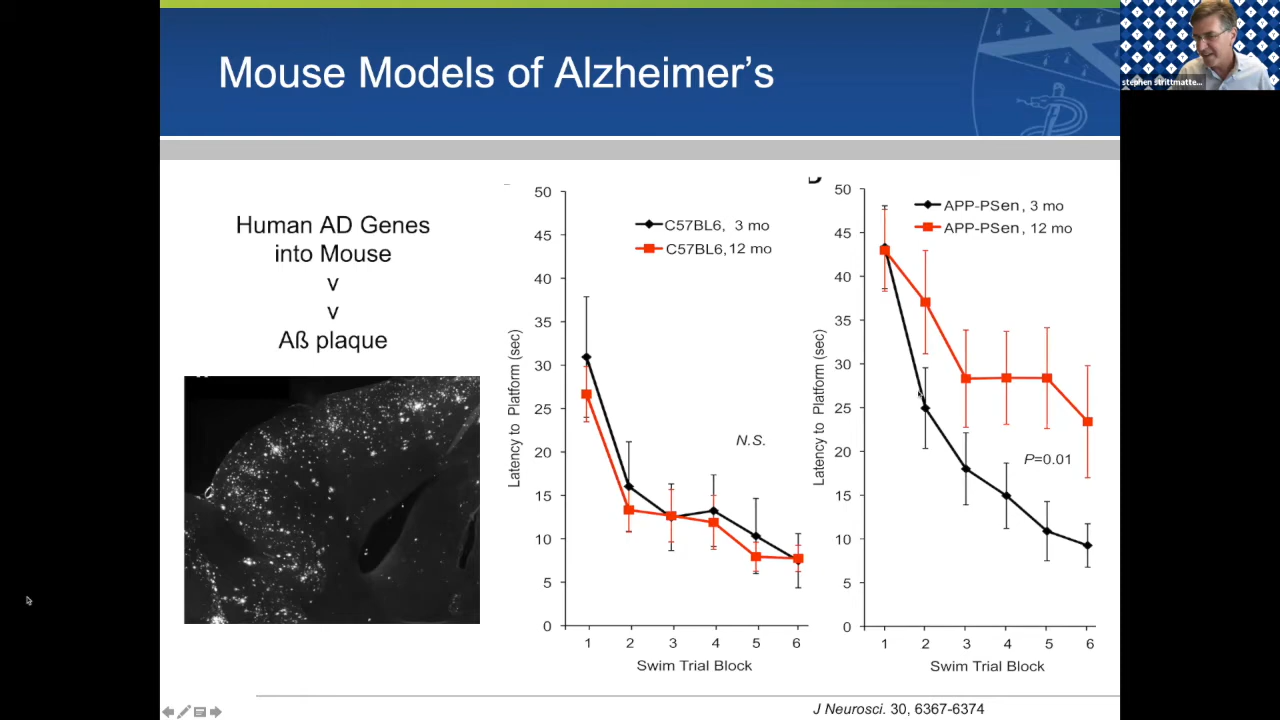 Mouse Models of Alzheimer's
stephen strittmatte...
Human AD Genes
into Mouse
v
v
Aß plaque
50
45
40
35
30
25
20
15
10
5
0
Latency to Platform (sec)
C57BL6, 3 mo
C57BL6, 12 mo
N.S.
1 2 3 4 5 6
Swim Trial Block
50
45
40
35
30
25
20
15
10
5
0
Latency to Platform (sec)
APP-PSen, 3 mo
APP-PSen, 12 mo
P=0.01
1 2 3 4 5 6
Swim Trial Block
J Neurosci. 30, 6367-6374